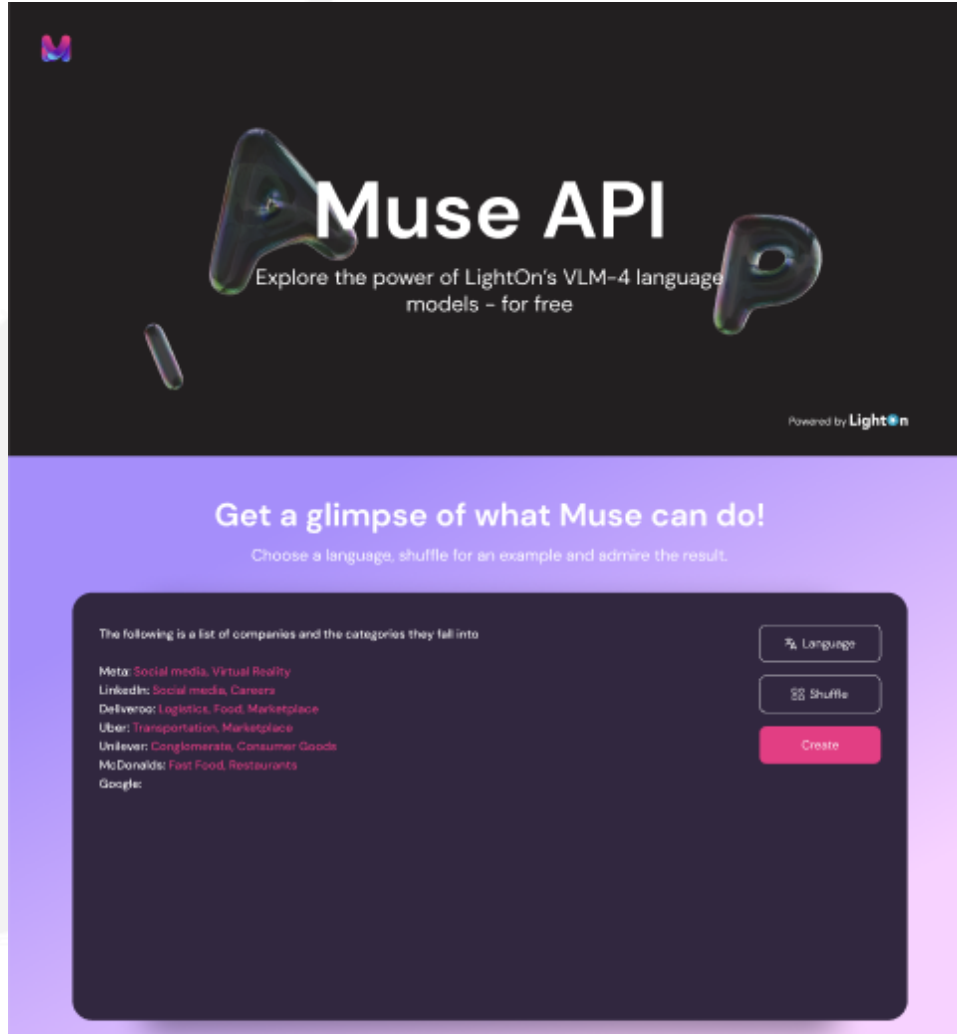 Muse API
Explore the power of LightOn's VLM-4 language
models - for free
Powered by LightOn
Get a glimpse of what Muse can do!
Choose a language, shuffle for an example and admire the result.
The following is a list of companies and the categories they fall into
Meta: Social media, Virtual Reality
LinkedIn: Social media, Careers
Deliveroo: Logistics, Food, Marketplace
Uber: Transportation, Marketplace
Unilever: Conglomerate, Consumer Goods
McDonalds: Fast Food, Restaurants
Google:
Language
Shuffle
Create